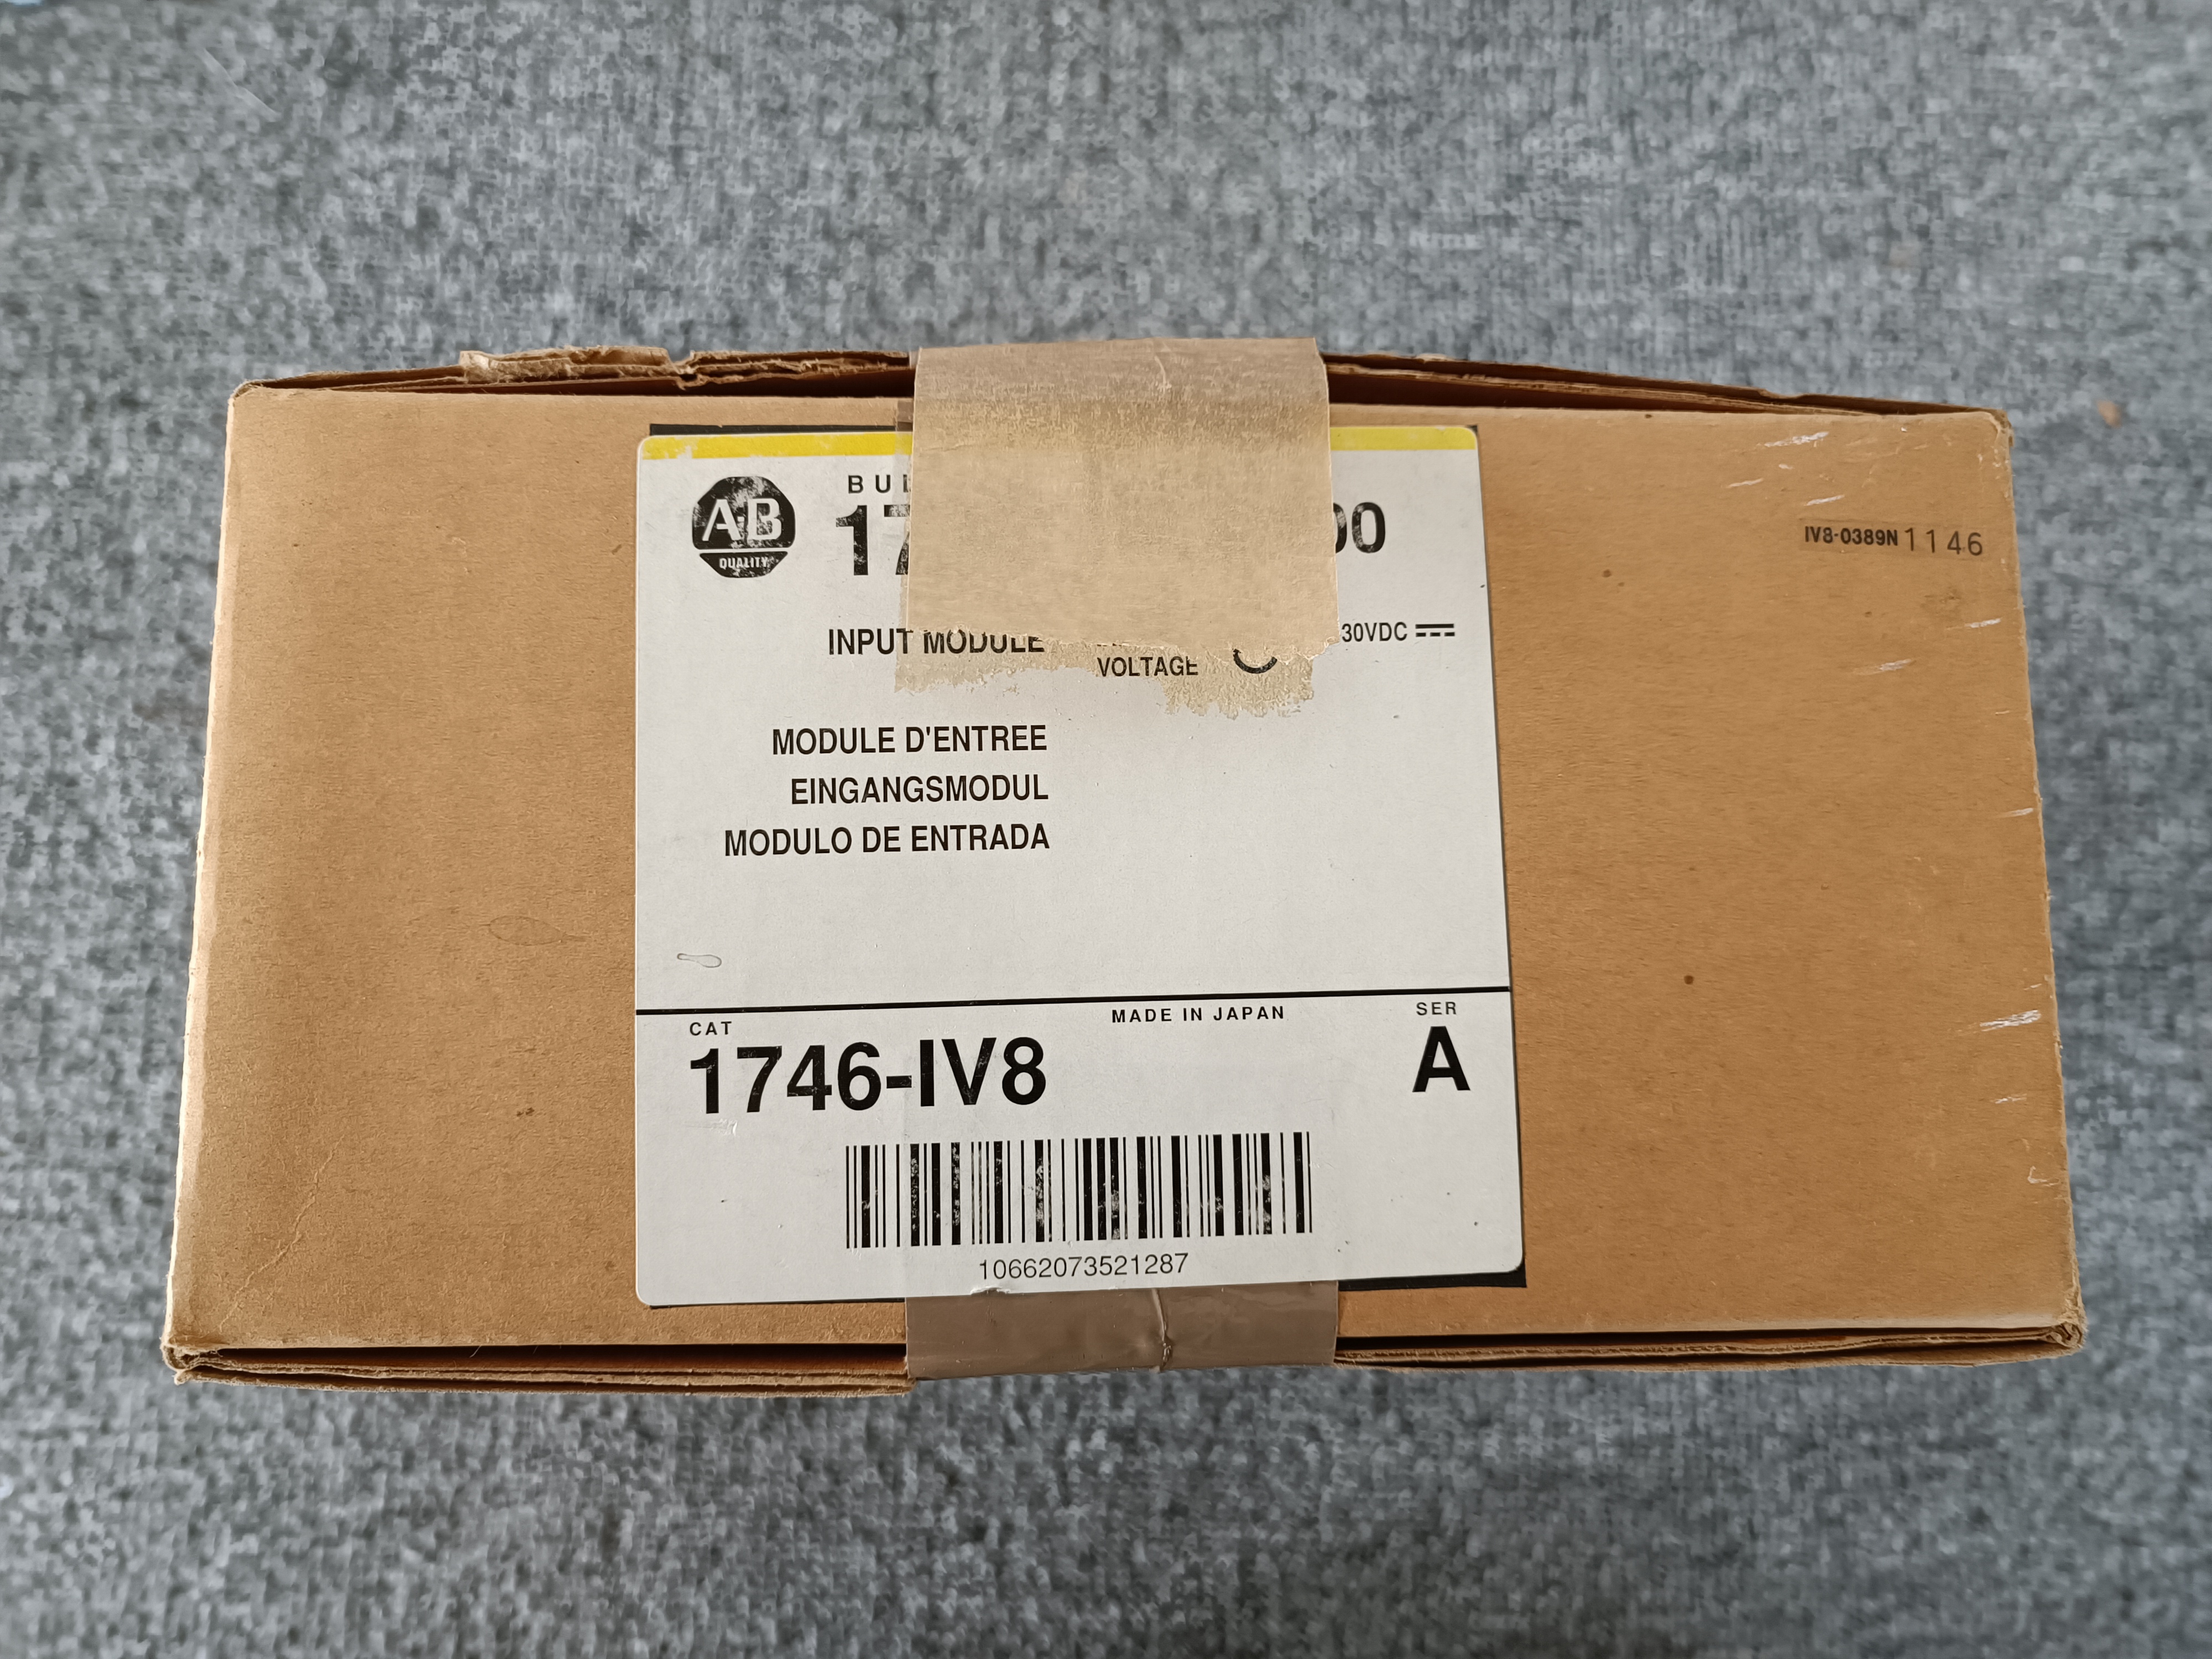 AB
QUALITY
BUL
17 00
INPUT MODULE
30VDC
VOLTAGE
MODULE D'ENTREE
EINGANGSMODUL
MODULO DE ENTRADA
CAT
MADE IN JAPAN
SER
1746-IV8
A
10662073521287
IV8-0389N 1146